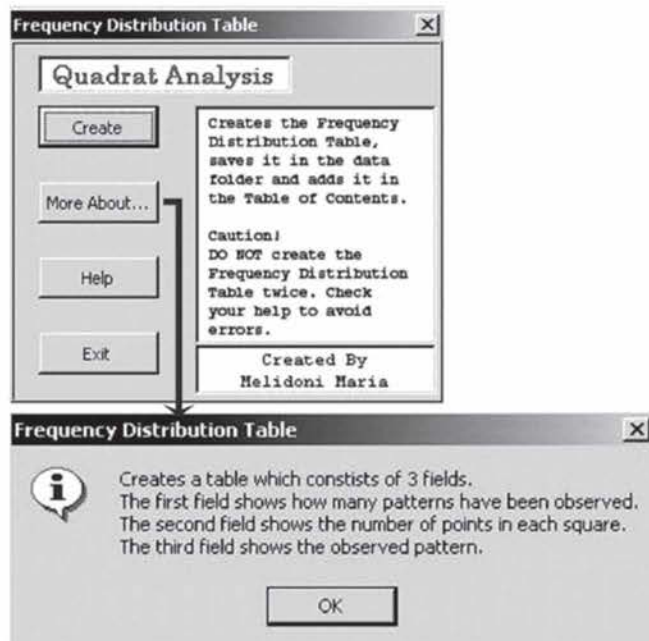 Frequency Distribution Table
Quadrat Analysis
Create
More About...
Help
Exit
Creates the Frequency
Distribution Table,
saves it in the data
folder and adds it in
the Table of Contents.
Caution!
DO NOT create the
Frequency Distribution
Table twice. Check
your help to avoid
errors.
Created By
Melidoni Maria
Frequency Distribution Table
Creates a table which constists of 3 fields.
The first field shows how many patterns have been observed.
The second field shows the number of points in each square.
The third field shows the observed pattern.
OK